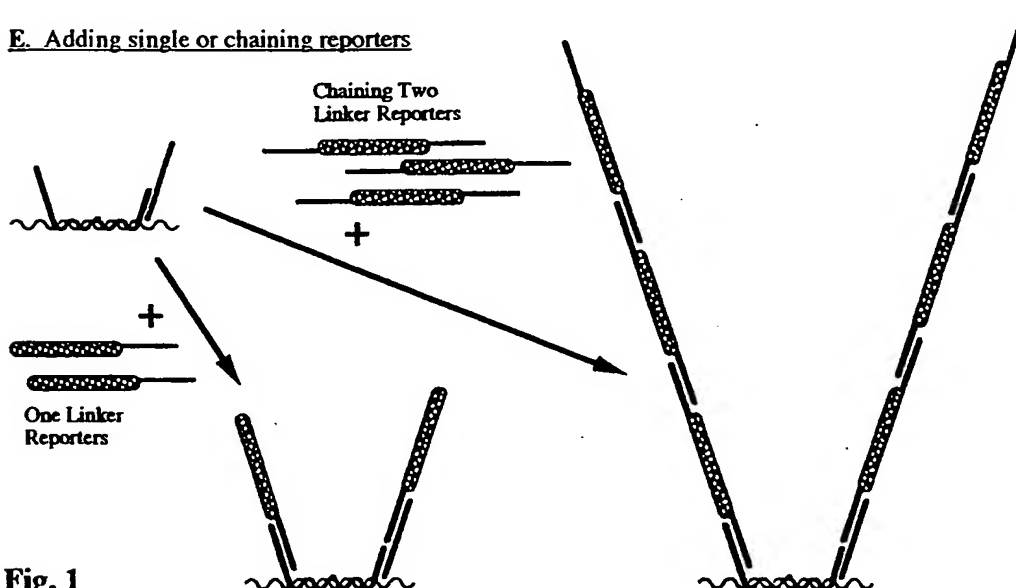 E. Adding single or chaining reporters
Chaining Two
Linker Reporters
+
+
One Linker
Reporters
Fig. 1